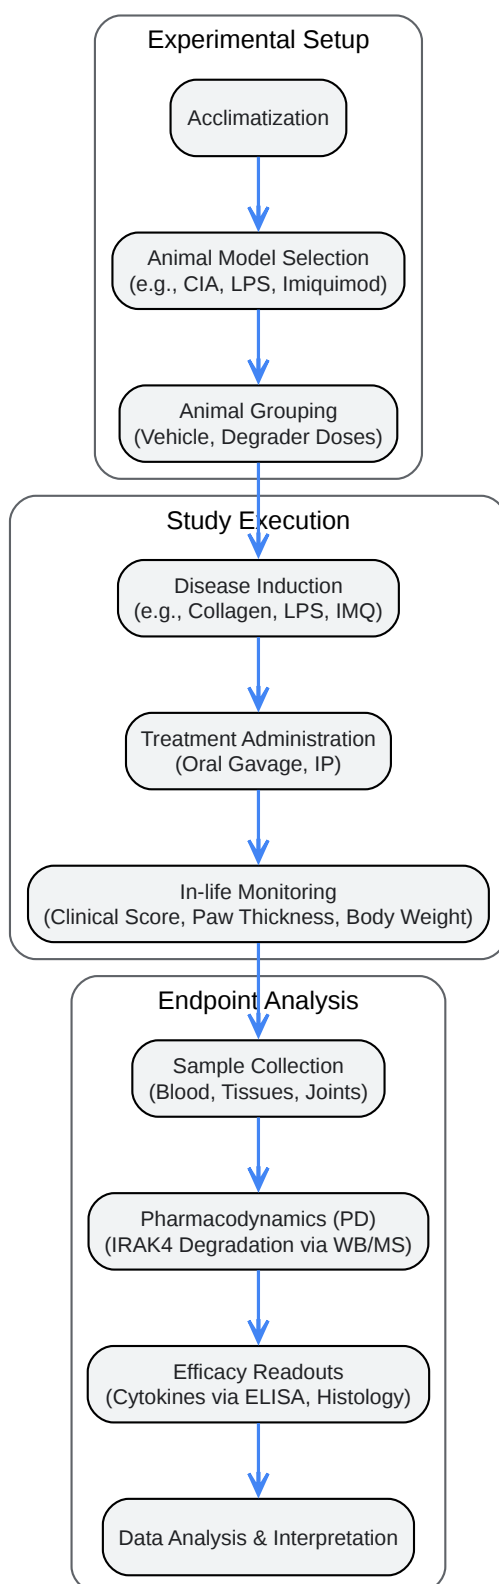 Experimental Setup
Acclimatization
Animal Model Selection
(e.g., CIA, LPS, Imiquimod)
Animal Grouping
(Vehicle, Degrader Doses)
Study Execution
Disease Induction
(e.g., Collagen, LPS, IMQ)
Treatment Administration
(Oral Gavage, IP)
In-life Monitoring
(Clinical Score, Paw Thickness, Body Weight)
Endpoint Analysis
Sample Collection
(Blood, Tissues, Joints)
Pharmacodynamics (PD)
(IRAK4 Degradation via WB/MS)
Efficacy Readouts
(Cytokines via ELISA, Histology)
Data Analysis & Interpretation